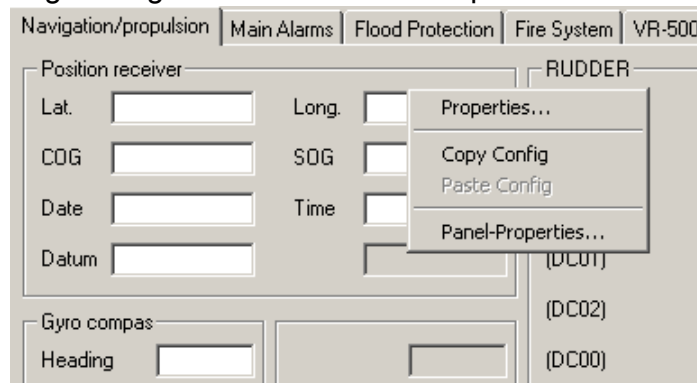 Navigation/propulsion Main Alarms Flood Protection Fire System VR-500
Position receiver RUDDER
Lat. Long. Properties...
COG SOG Copy Config
Paste Config
Date Time
Panel-Properties...
Datum (DC01)
(DC02)
Gyro compas
Heading (DC00)